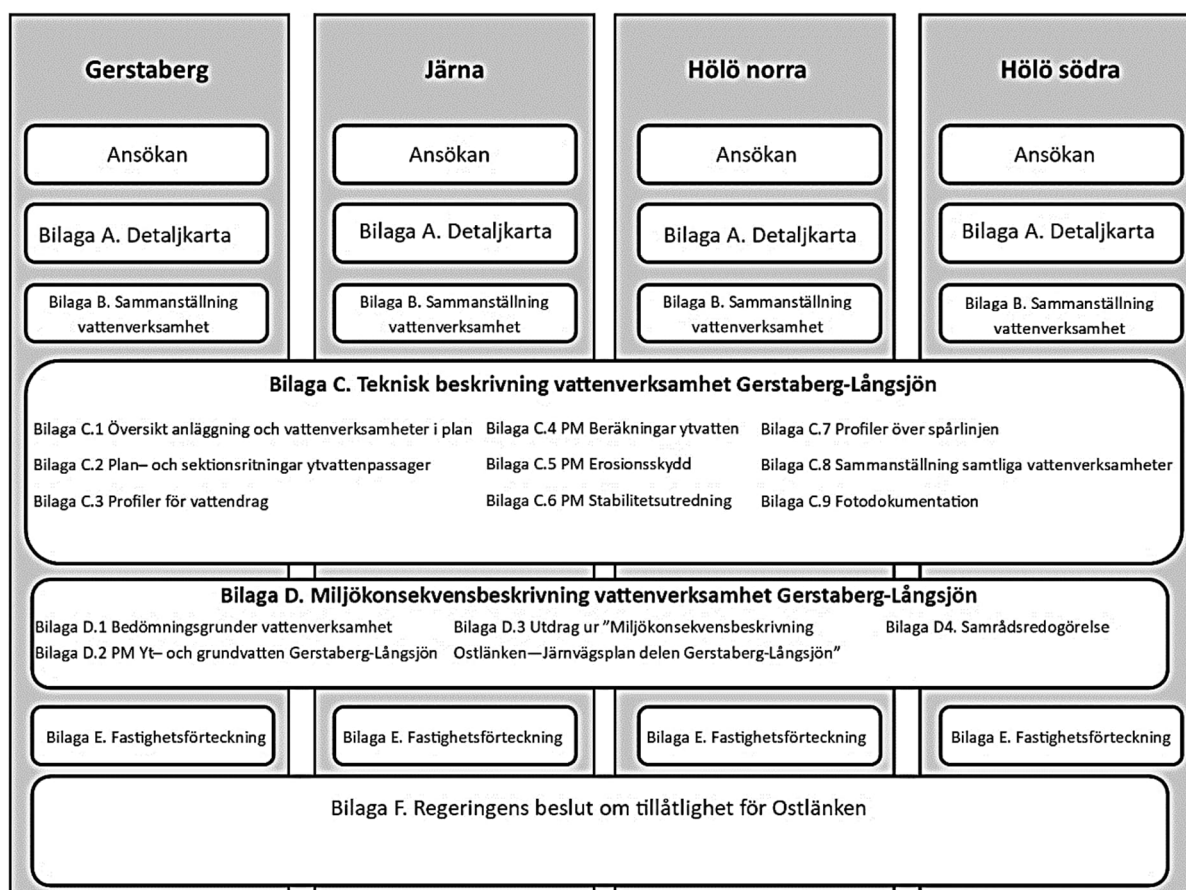 Gerstaberg
Järna
Hölö norra
Hölö södra
Ansökan
Ansökan
Ansökan
Ansökan
Bilaga A. Detaljkarta
Bilaga A. Detaljkarta
Bilaga A. Detaljkarta
Bilaga A. Detaljkarta
Bilaga B. Sammanställning
vattenverksamhet
Bilaga B. Sammanställning
vattenverksamhet
Bilaga B. Sammanställning
vattenverksamhet
Bilaga B. Sammanställning
vattenverksamhet
Bilaga C. Teknisk beskrivning vattenverksamhet Gerstaberg-Långsjön
Bilaga C.1 Översikt anläggning och vattenverksamheter i plan
Bilaga C.2 Plan– och sektionsritningar ytvattenpassager
Bilaga C.3 Profiler för vattendrag
Bilaga C.4 PM Beräkningar ytvatten
Bilaga C.5 PM Erosionsskydd
Bilaga C.6 PM Stabilitetsutredning
Bilaga C.7 Profiler över spårlinjen
Bilaga C.8 Sammanställning samtliga vattenverksamheter
Bilaga C.9 Fotodokumentation
Bilaga D. Miljökonsekvensbeskrivning vattenverksamhet Gerstaberg-Långsjön
Bilaga D.1 Bedömningsgrunder vattenverksamhet
Bilaga D.2 PM Yt– och grundvatten Gerstaberg-Långsjön
Bilaga D.3 Utdrag ur ”Miljökonsekvensbeskrivning
Ostlänken—Järnvägsplan delen Gerstaberg-Långsjön”
Bilaga D4. Samrådsredogörelse
Bilaga E. Fastighetsförteckning
Bilaga E. Fastighetsförteckning
Bilaga E. Fastighetsförteckning
Bilaga E. Fastighetsförteckning
Bilaga F. Regeringens beslut om tillåtlighet för Ostlänken